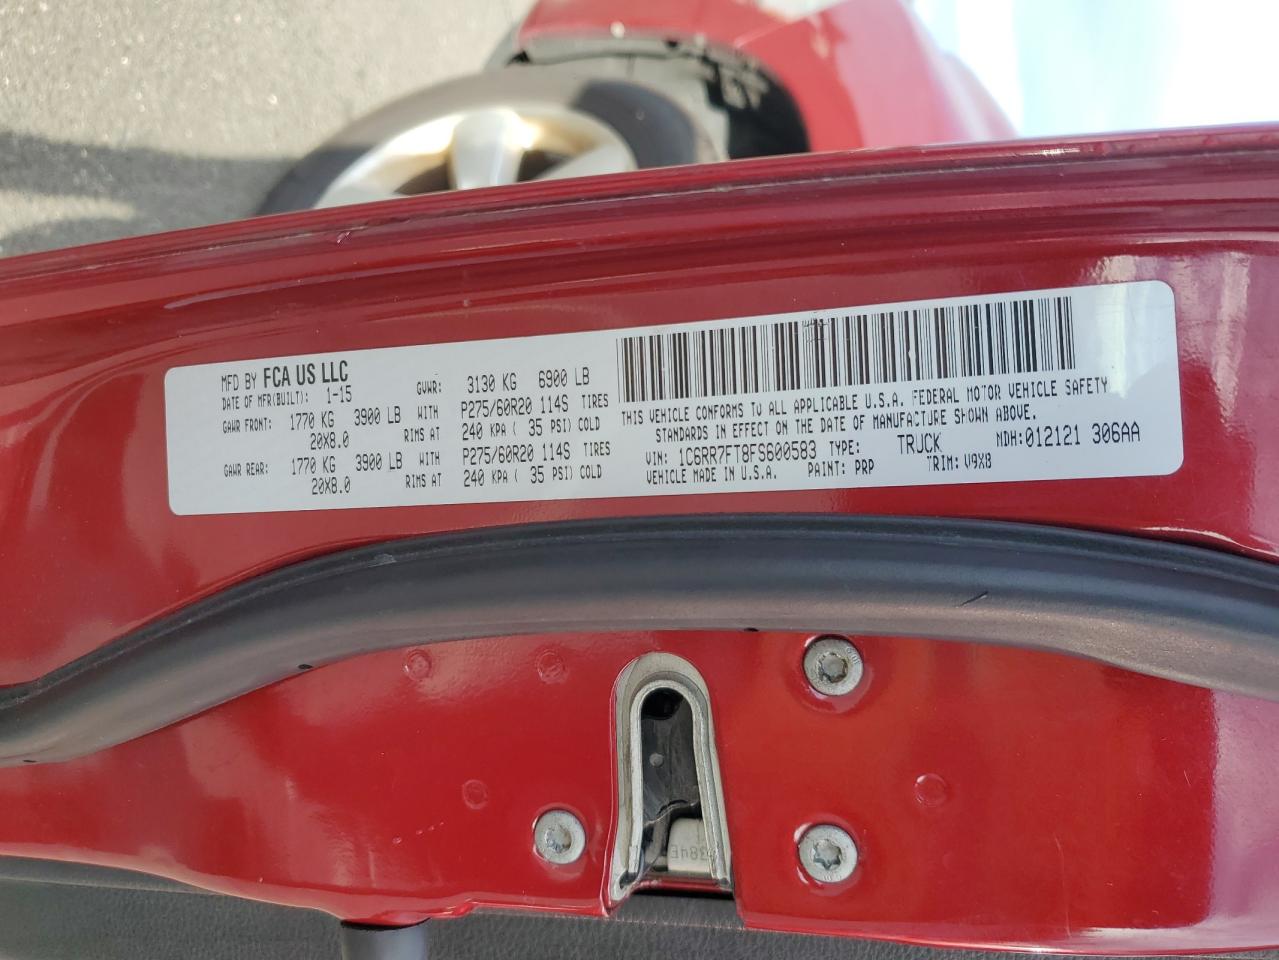 MFD BY FCA US LLC
DATE OF MFR(BUILT): 1-15 GVWR: 3130 KG 6900 LB
GAWR FRONT: 1770 KG 3900 LB WITH P275/60R20 114S TIRES
20X8.0 RIMS AT 240 KPA ( 35 PSI) COLD
GAWR REAR: 1770 KG 3900 LB WITH P275/60R20 114S TIRES
20X8.0 RIMS AT 240 KPA ( 35 PSI) COLD
THIS VEHICLE CONFORMS TO ALL APPLICABLE U.S.A. FEDERAL MOTOR VEHICLE SAFETY
STANDARDS IN EFFECT ON THE DATE OF MANUFACTURE SHOWN ABOVE.
VIN: 1C6RR7FT8FS600583 TYPE: TRUCK MDH:012121 306AA
VEHICLE MADE IN U.S.A. PAINT: PRP TRIM: V9X8